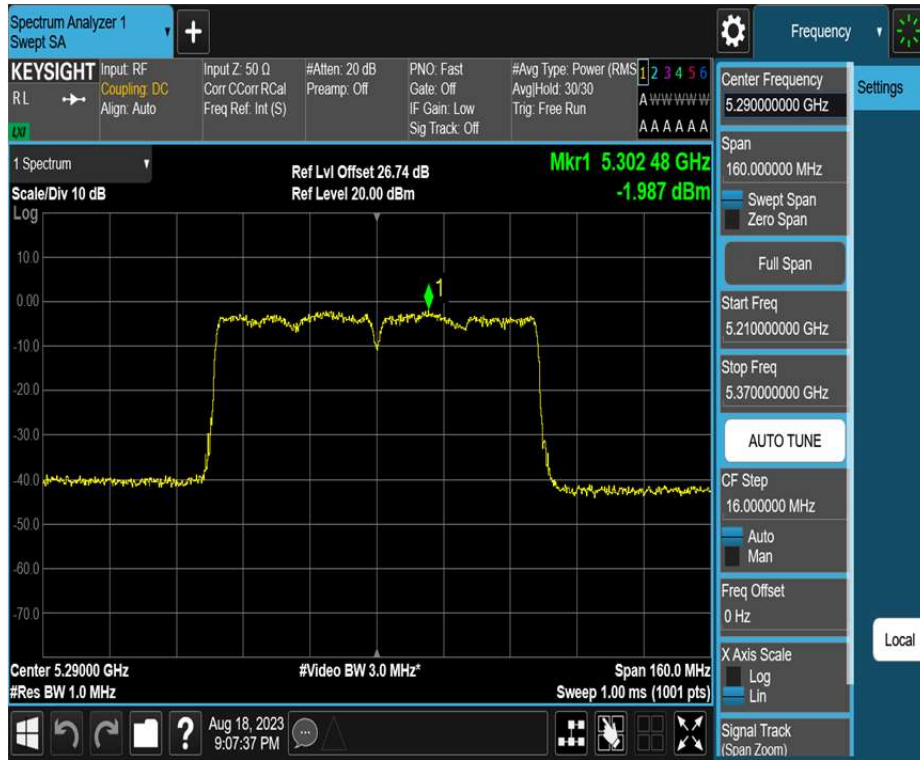 Spectrum Analyzer 1
Swept SA
+
Frequency
KEYSIGHT
R L
LXI
Input: RF
Coupling: DC
Align: Auto
Input Z: 50 Ω
Corr CCorr RCal
Freq Ref: Int (S)
#Atten: 20 dB
Preamp: Off
PNO: Fast
Gate: Off
IF Gain: Low
Sig Track: Off
#Avg Type: Power (RMS
Avg|Hold: 30/30
Trig: Free Run
1 2 3 4 5 6
A W W W W W
A A A A A A
Center Frequency
5.290000000 GHz
Settings
Span
160.000000 MHz
Swept Span
Zero Span
Full Span
Start Freq
5.210000000 GHz
Stop Freq
5.370000000 GHz
AUTO TUNE
CF Step
16.000000 MHz
Auto
Man
Freq Offset
0 Hz
X Axis Scale
Log
Lin
Signal Track
(Span Zoom)
Local
1 Spectrum
Scale/Div 10 dB
Log
Ref Lvl Offset 26.74 dB
Ref Level 20.00 dBm
Mkr1 5.302 48 GHz
-1.987 dBm
1
10.0
0.00
-10.0
-20.0
-30.0
-40.0
-50.0
-60.0
-70.0
Center 5.29000 GHz
#Res BW 1.0 MHz
#Video BW 3.0 MHz*
Span 160.0 MHz
Sweep 1.00 ms (1001 pts)
?
Aug 18, 2023
9:07:37 PM